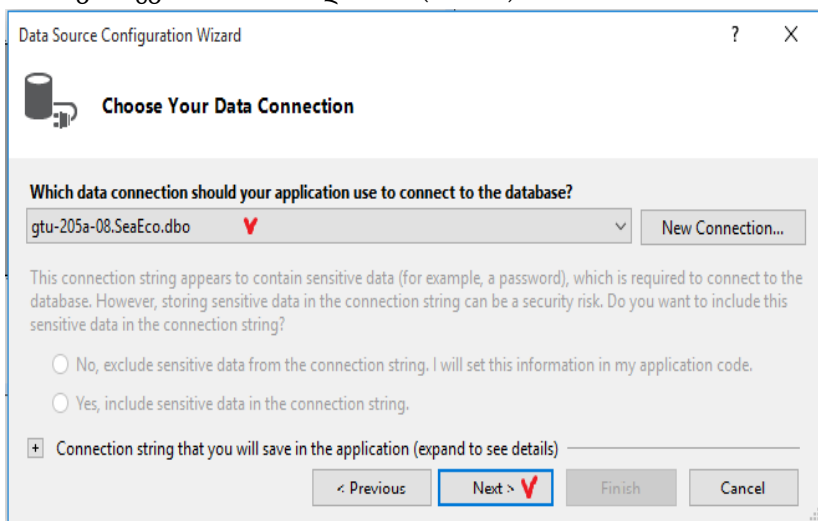 Data Source Configuration Wizard
? X
Choose Your Data Connection
Which data connection should your application use to connect to the database?
gtu-205a-08.SeaEco.dbo
New Connection...
This connection string appears to contain sensitive data (for example, a password), which is required to connect to the
database. However, storing sensitive data in the connection string can be a security risk. Do you want to include this
sensitive data in the connection string?
No, exclude sensitive data from the connection string. I will set this information in my application code.
Yes, include sensitive data in the connection string.
+ Connection string that you will save in the application (expand to see details)
< Previous
Next >
Finish
Cancel